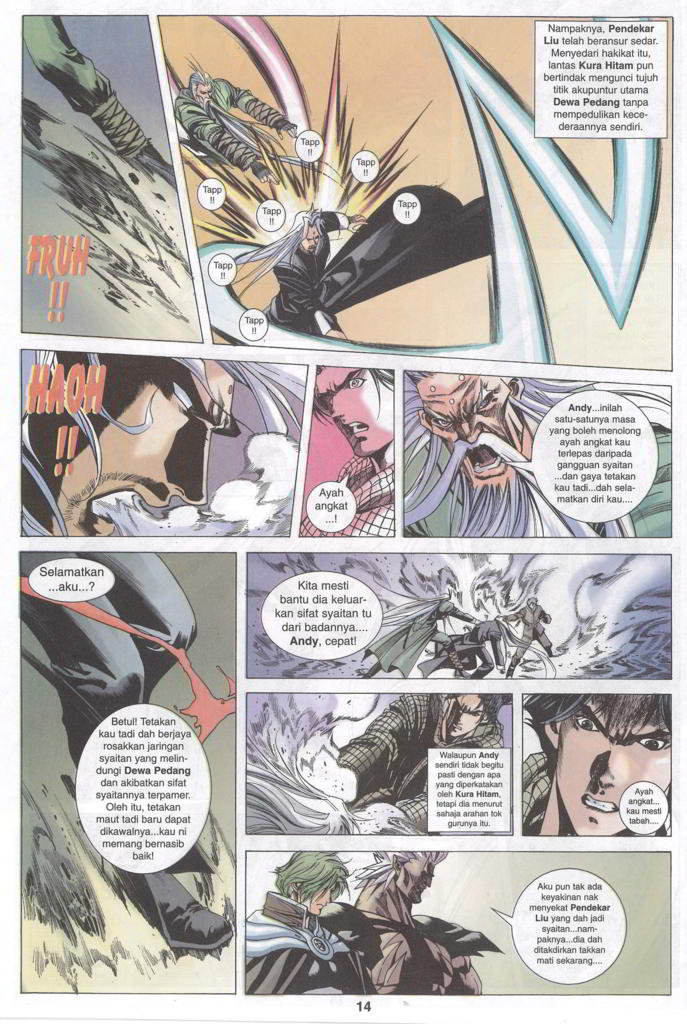 Nampaknya, Pendekar
Liu telah beransur sedar.
Menyedari hakikat itu,
lantas Kura Hitam pun
bertindak mengunci tujuh
titik akupuntur utama
Dewa Pedang tanpa
mempedulikan kece-
deraannya sendiri.
FRUH
!!
Tapp
!!
Tapp
!!
Tapp
!!
Tapp
!!
Tapp
!!
Tapp
!!
Tapp
!!
HAOH
!!
Ayah
angkat
...!
Andy...inilah
satu-satunya masa
yang boleh menolong
ayah angkat kau
terlepas daripada
gangguan syaitan
...dan gaya tetakan
kau tadi...dah sela-
matkan diri kau....
Selamatkan
...aku...?
Betul! Tetakan
kau tadi dah berjaya
rosakkan jaringan
syaitan yang melin-
dungi Dewa Pedang
dan akibatkan sifat
syaitannya terpamer.
Oleh itu, tetakan
maut tadi baru dapat
dikawalnya...kau ni
memang bernasib
baik!
Kita mesti
bantu dia keluar-
kan sifat syaitan tu
dari badannya....
Andy, cepat!
Walaupun Andy
sendiri tidak begitu
pasti dengan apa
yang diperkatakan
oleh Kura Hitam,
tetapi dia menurut
sahaja arahan tok
gurunya itu.
Ayah
angkat...
kau mesti
tabah....
Aku pun tak ada
keyakinan nak
menyekat Pendekar
Liu yang dah jadi
syaitan...nam-
paknya...dia dah
ditakdirkan takkan
mati sekarang....
14